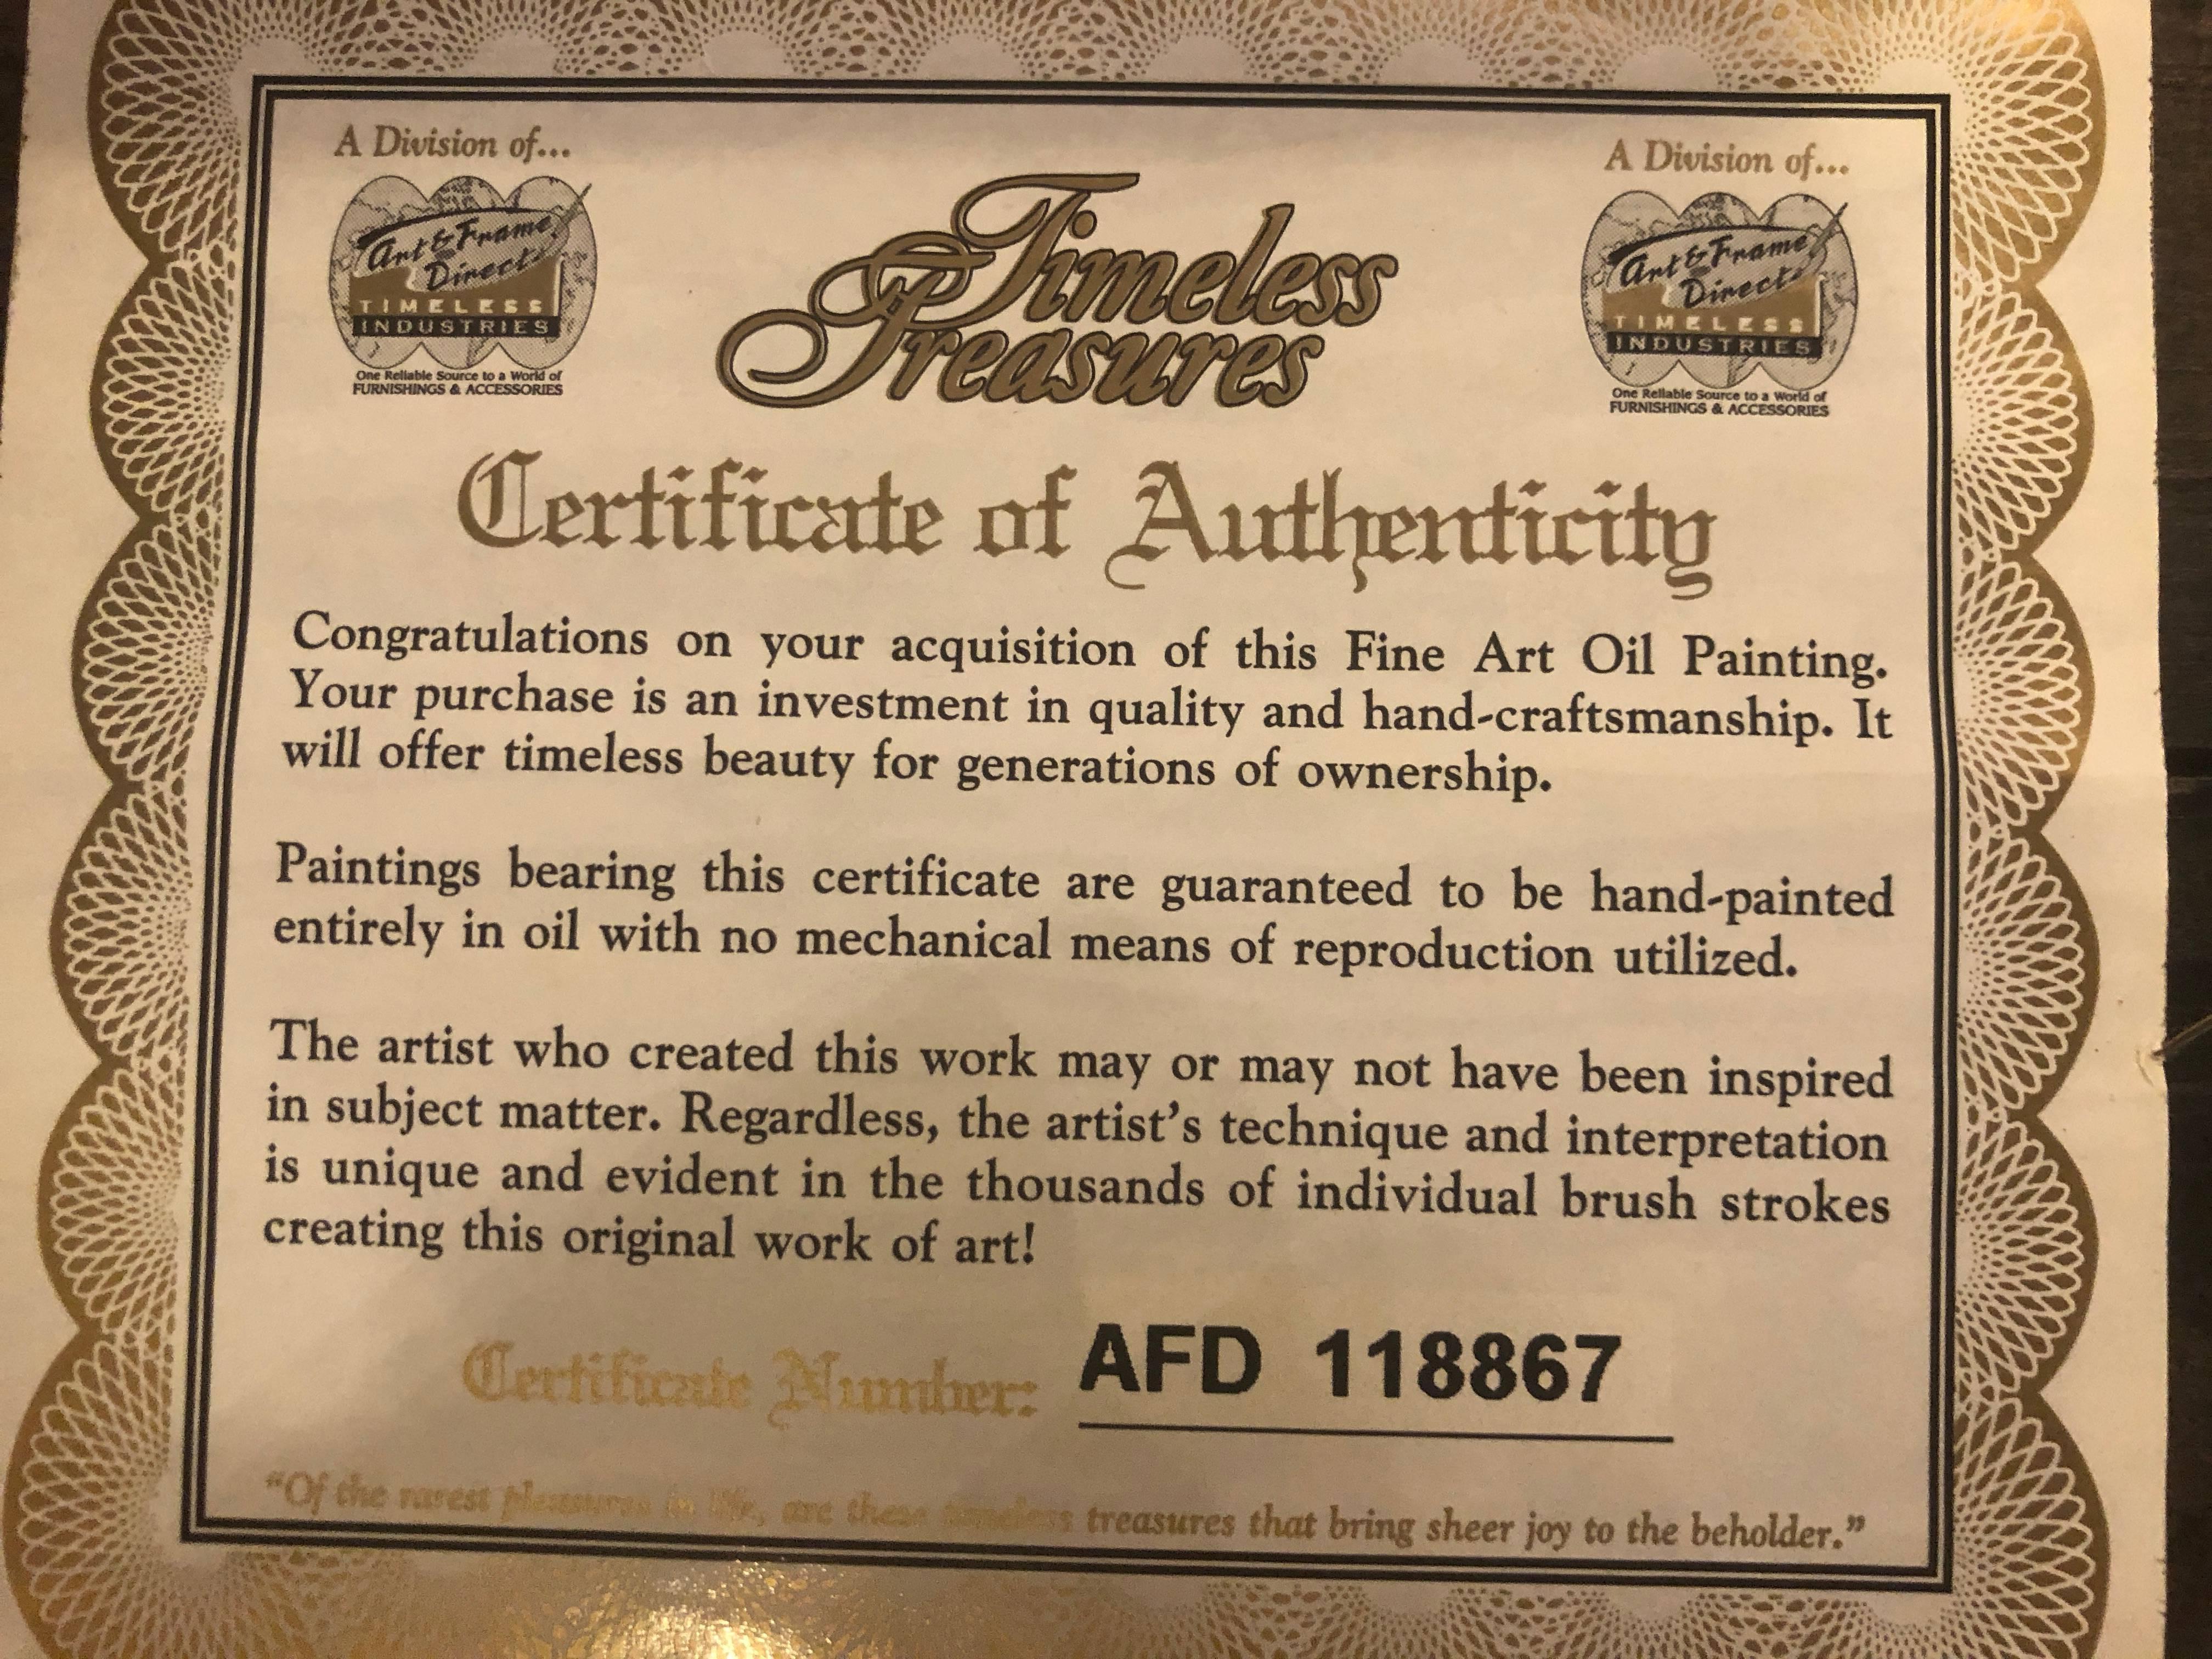 A Division of...
Art & Frame
Direct
TIMELESS
INDUSTRIES
One Reliable Source to a World of
FURNISHINGS & ACCESSORIES
Timeless
Treasures
A Division of...
Art & Frame
Direct
TIMELESS
INDUSTRIES
One Reliable Source to a World of
FURNISHINGS & ACCESSORIES
Certificate of Authenticity
Congratulations on your acquisition of this Fine Art Oil Painting.
Your purchase is an investment in quality and hand-craftsmanship. It
will offer timeless beauty for generations of ownership.
Paintings bearing this certificate are guaranteed to be hand-painted
entirely in oil with no mechanical means of reproduction utilized.
The artist who created this work may or may not have been inspired
in subject matter. Regardless, the artist's technique and interpretation
is unique and evident in the thousands of individual brush strokes
creating this original work of art!
Certificate Number: AFD 118867
"Of the rarest pleasures in life, are these timeless treasures that bring sheer joy to the beholder."